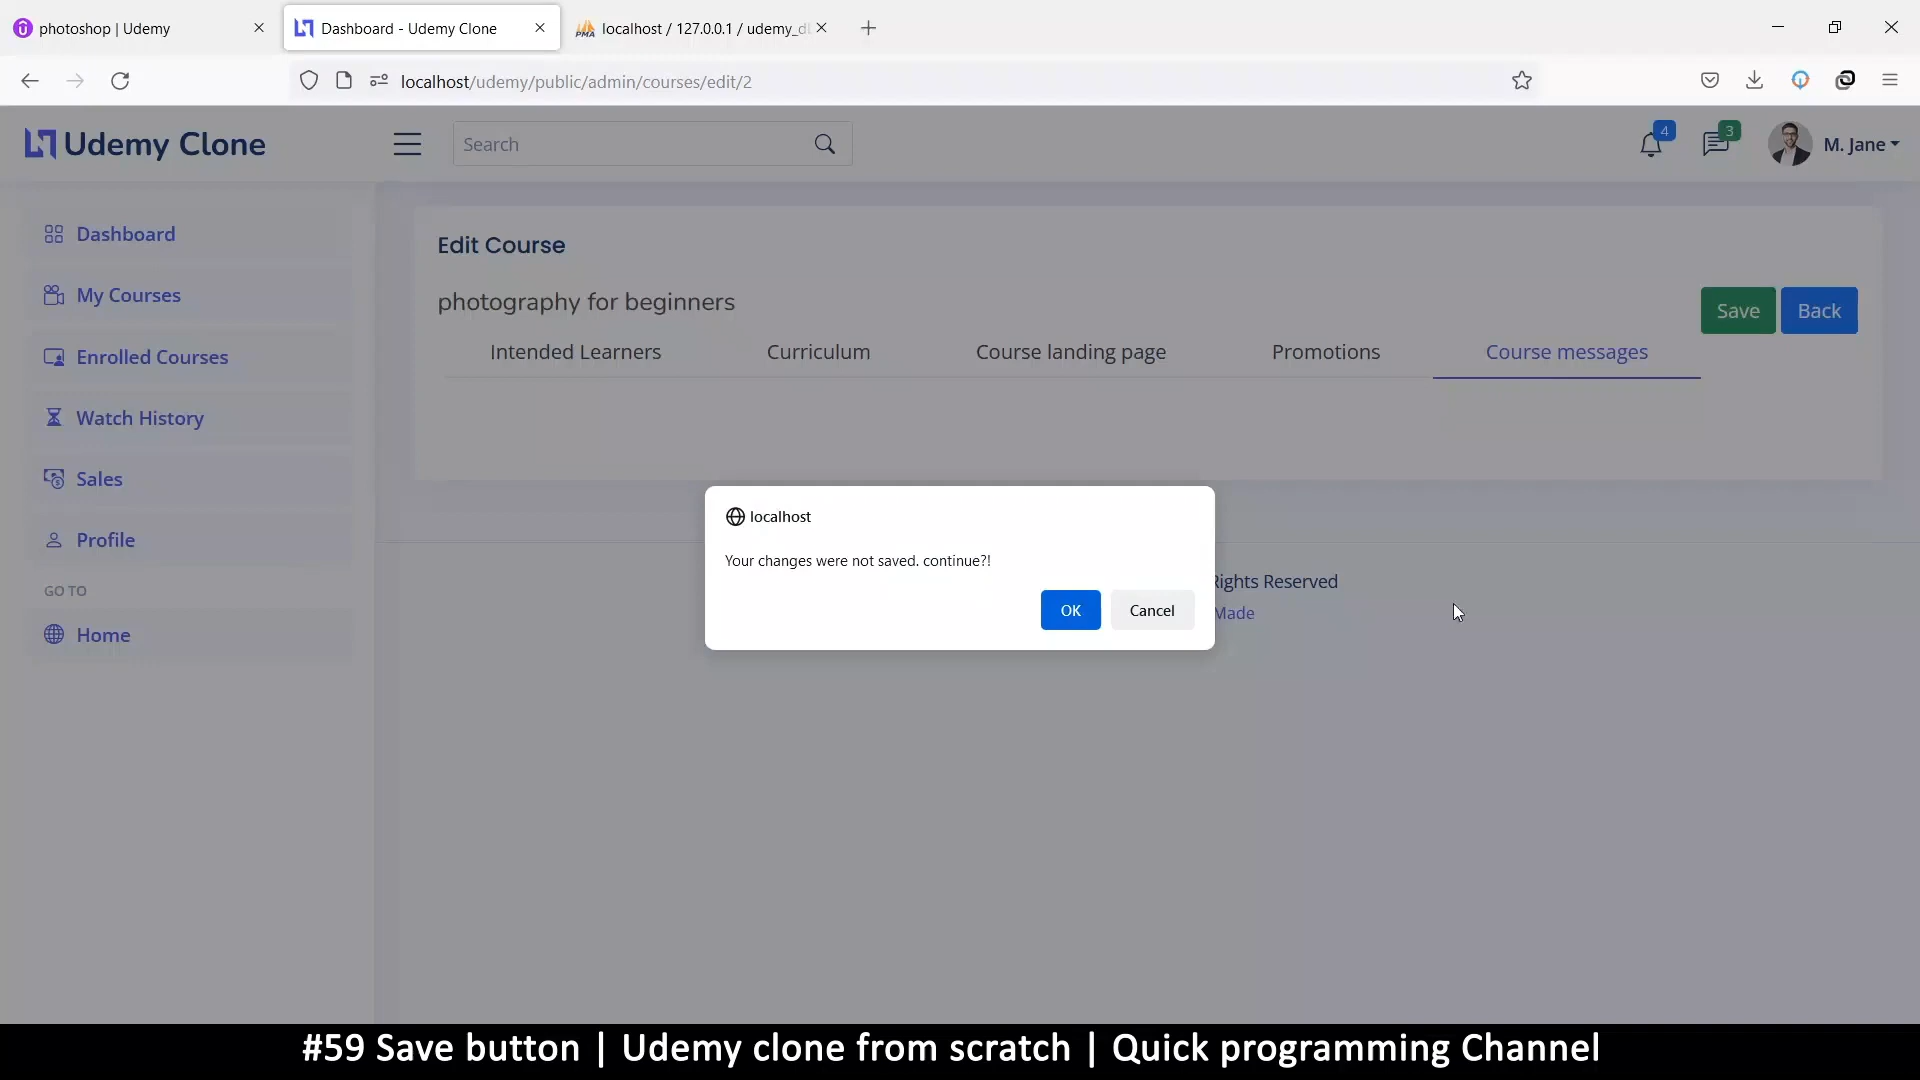 photoshop | Udemy
Dashboard - Udemy Clone
localhost / 127.0.0.1 / udemy_d
localhost/udemy/public/admin/courses/edit/2
Udemy Clone
Search
4
3
M. Jane
Dashboard
My Courses
Enrolled Courses
Watch History
Sales
Profile
GO TO
Home
Edit Course
photography for beginners
Save
Back
Intended Learners
Curriculum
Course landing page
Promotions
Course messages
localhost
Your changes were not saved. continue?!
OK
Cancel
Rights Reserved
Made
#59 Save button | Udemy clone from scratch | Quick programming Channel